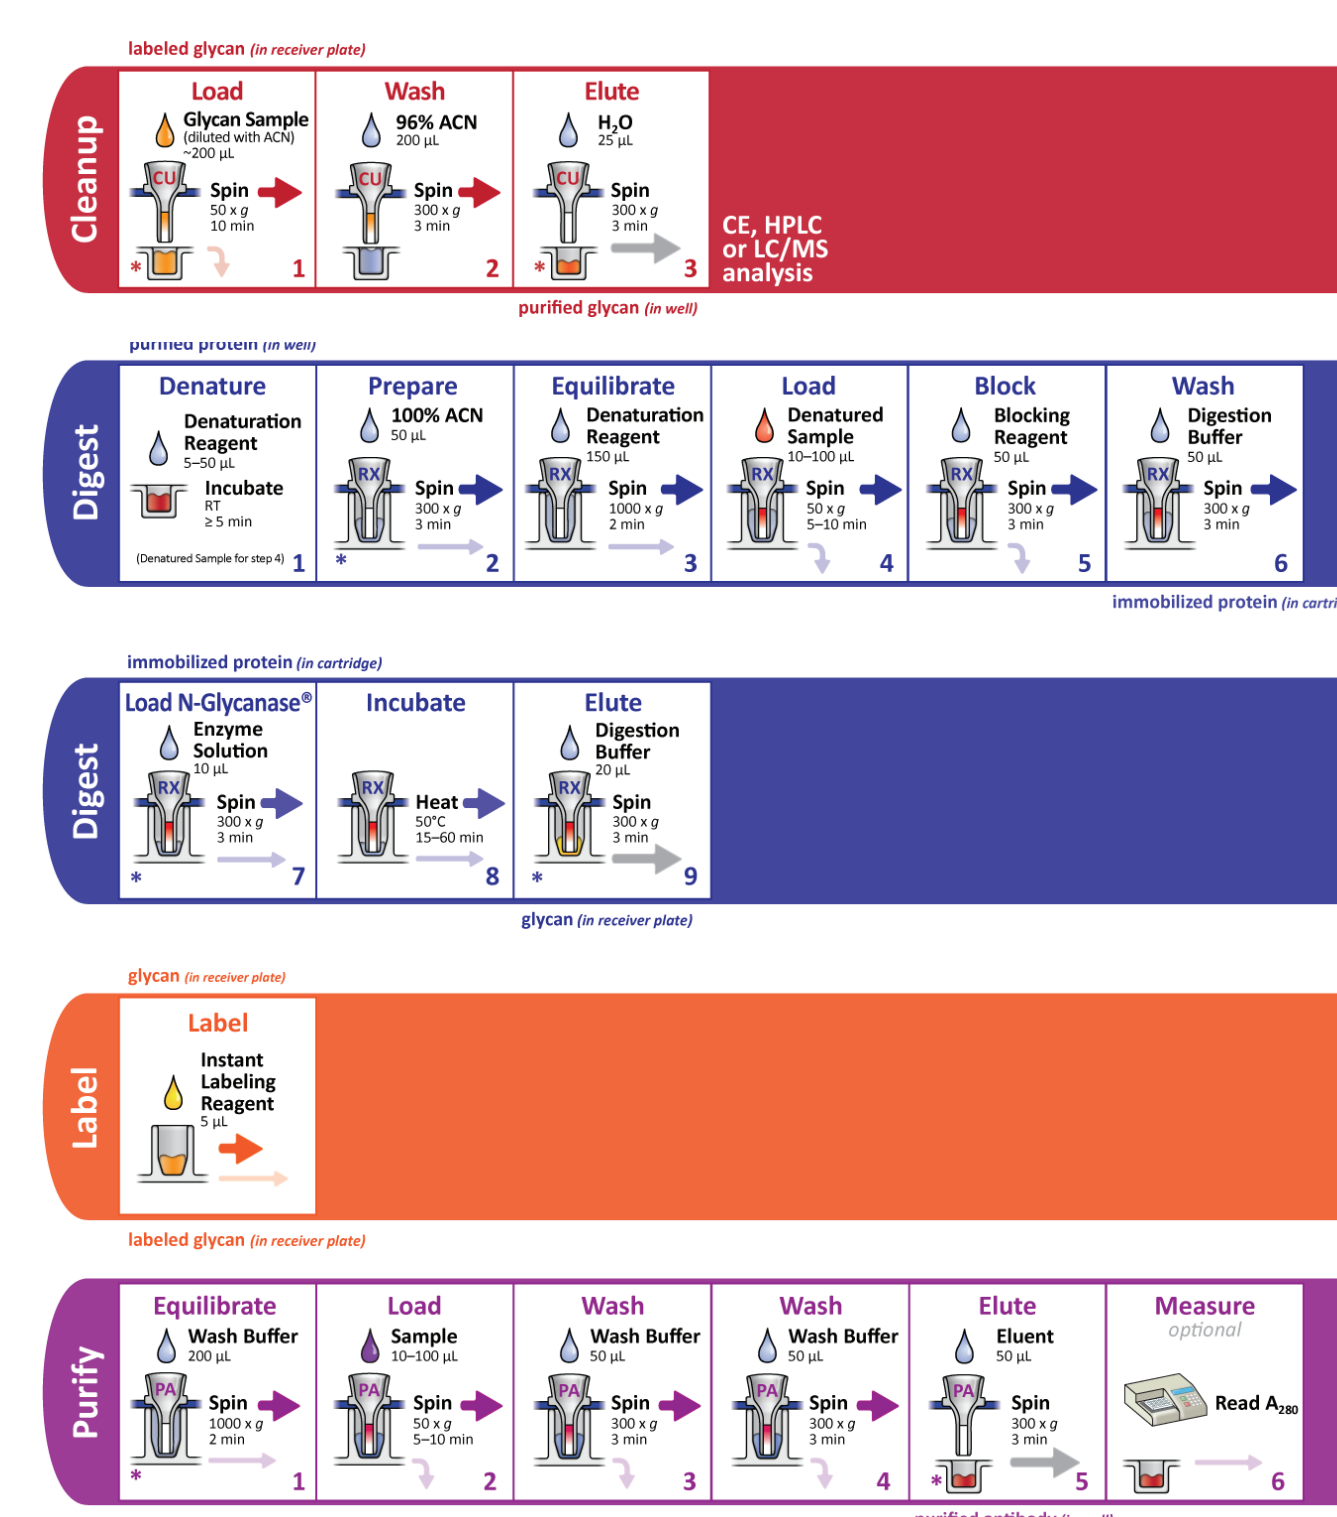 labeled glycan (in receiver plate)
Cleanup
Load
Glycan Sample
(diluted with ACN)
~200 µL
CU
Spin
50 x g
10 min
*
1
Wash
96% ACN
200 µL
CU
Spin
300 x g
3 min
2
Elute
H₂O
25 µL
CU
Spin
300 x g
3 min
*
3
CE, HPLC
or LC/MS
analysis
purified glycan (in well)
purified protein (in well)
Digest
Denature
Denaturation
Reagent
5–50 µL
Incubate
RT
≥ 5 min
(Denatured Sample for step 4)
1
Prepare
100% ACN
50 µL
RX
Spin
300 x g
3 min
*
2
Equilibrate
Denaturation
Reagent
150 µL
RX
Spin
1000 x g
2 min
3
Load
Denatured
Sample
10–100 µL
RX
Spin
50 x g
5–10 min
4
Block
Blocking
Reagent
50 µL
RX
Spin
300 x g
3 min
5
Wash
Digestion
Buffer
50 µL
RX
Spin
300 x g
3 min
6
immobilized protein (in cartri
immobilized protein (in cartridge)
Digest
Load N-Glycanase®
Enzyme
Solution
10 µL
RX
Spin
300 x g
3 min
*
7
Incubate
RX
Heat
50°C
15–60 min
8
Elute
Digestion
Buffer
20 µL
RX
Spin
300 x g
3 min
*
9
glycan (in receiver plate)
glycan (in receiver plate)
Label
Label
Instant
Labeling
Reagent
5 µL
labeled glycan (in receiver plate)
Purify
Equilibrate
Wash Buffer
200 µL
PA
Spin
1000 x g
2 min
*
1
Load
Sample
10–100 µL
PA
Spin
50 x g
5–10 min
2
Wash
Wash Buffer
50 µL
PA
Spin
300 x g
3 min
3
Wash
Wash Buffer
50 µL
PA
Spin
300 x g
3 min
4
Elute
Eluent
50 µL
PA
Spin
300 x g
3 min
*
5
Measure
optional
Read A₂₈₀
6
purified antibody